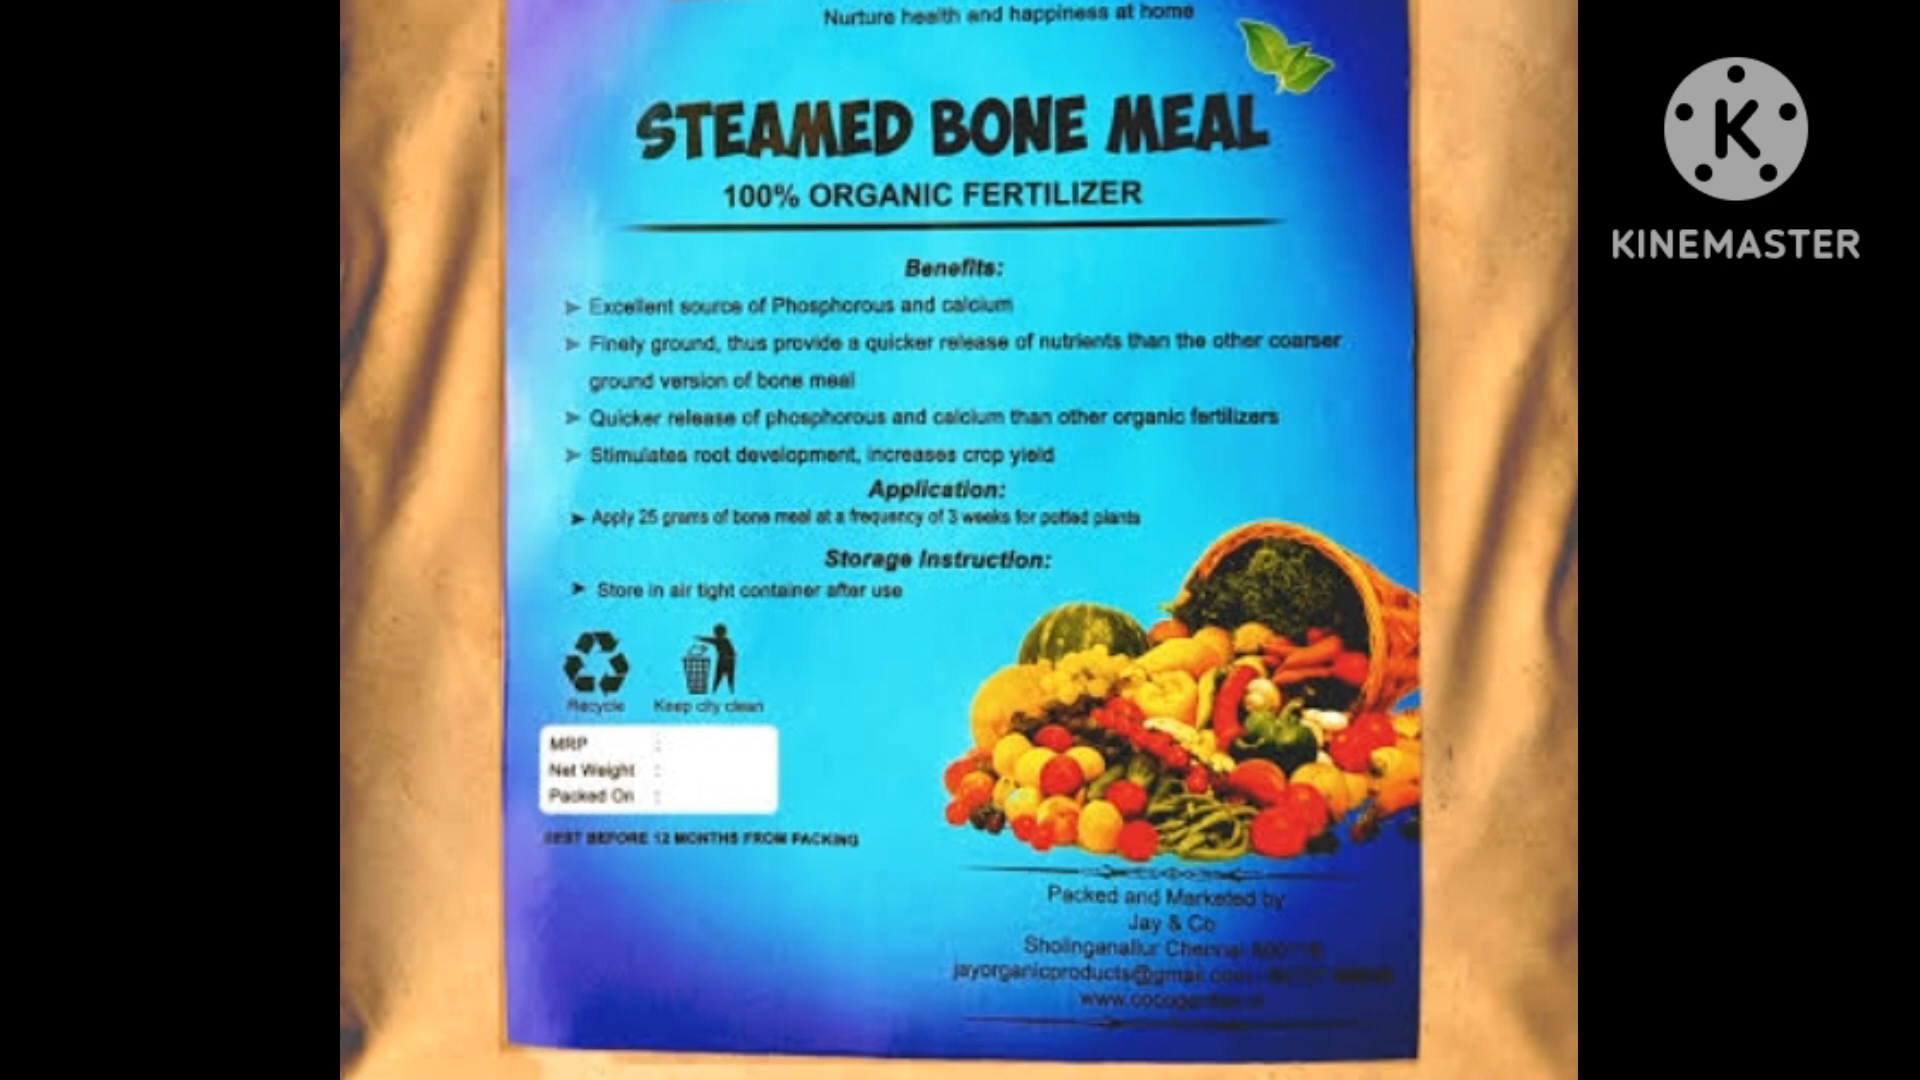 Nurture health and happiness at home
STEAMED BONE MEAL
100% ORGANIC FERTILIZER
Benefits:
➤ Excellent source of Phosphorous and calcium
➤ Finely ground, thus provide a quicker release of nutrients than the other coarser
ground version of bone meal
➤ Quicker release of phosphorous and calcium than other organic fertilizers
➤ Stimulates root development, increases crop yield
Application:
➤ Apply 25 grams of bone meal at a frequency of 3 weeks for potted plants
Storage Instruction:
➤ Store in air tight container after use
Recycle Keep city clean
MRP :
Net Weight :
Packed On :
BEST BEFORE 12 MONTHS FROM PACKING
Packed and Marketed by
Jay & Co
Sholinganallur Chennai
jayorganicproducts@gmail.com
KINEMASTER